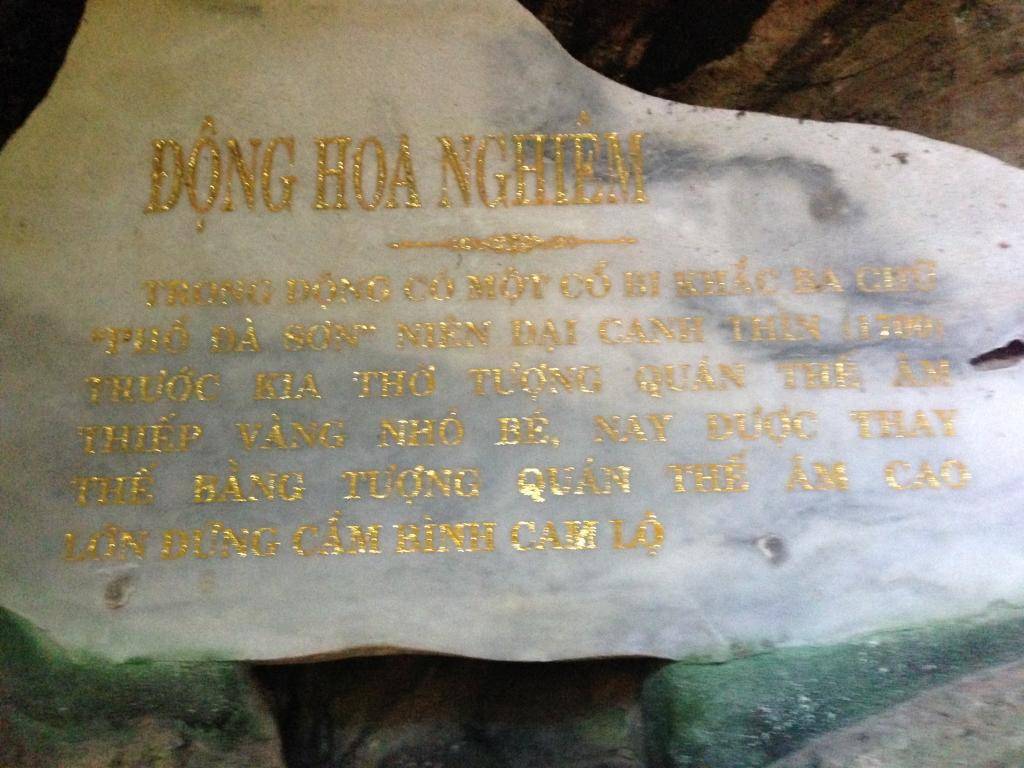 ĐỘNG HOA NGHIÊM
TRONG ĐỘNG CÓ MỘT CỔ BI KHẮC BA CHỮ
"PHỔ ĐÀ SƠN" NIÊN ĐẠI CANH THÌN
TRƯỚC KIA THỜ TƯỢNG QUÁN THẾ ÂM
THIẾP VÀNG NHỎ BÉ, NAY ĐƯỢC THAY
THẾ BẰNG TƯỢNG QUÁN THẾ ÂM CAO
LỚN ĐỨNG CẦM BÌNH CAM LỘ